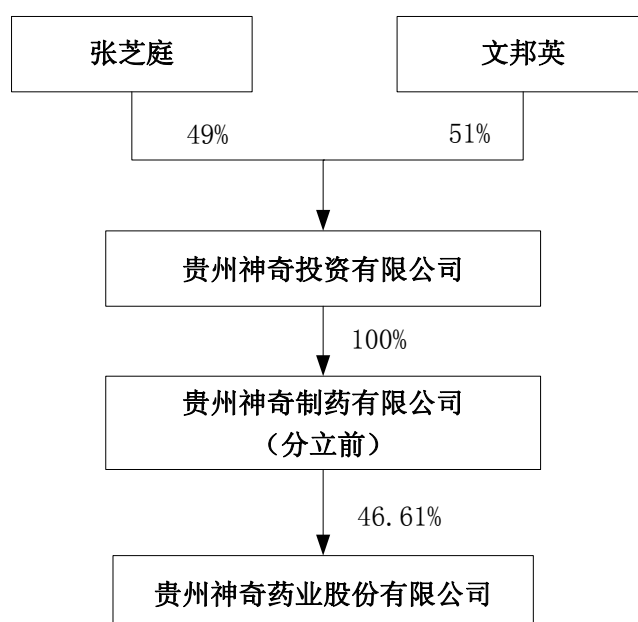 张芝庭
文邦英
49%
51%
贵州神奇投资有限公司
100%
贵州神奇制药有限公司
（分立前）
46.61%
贵州神奇药业股份有限公司